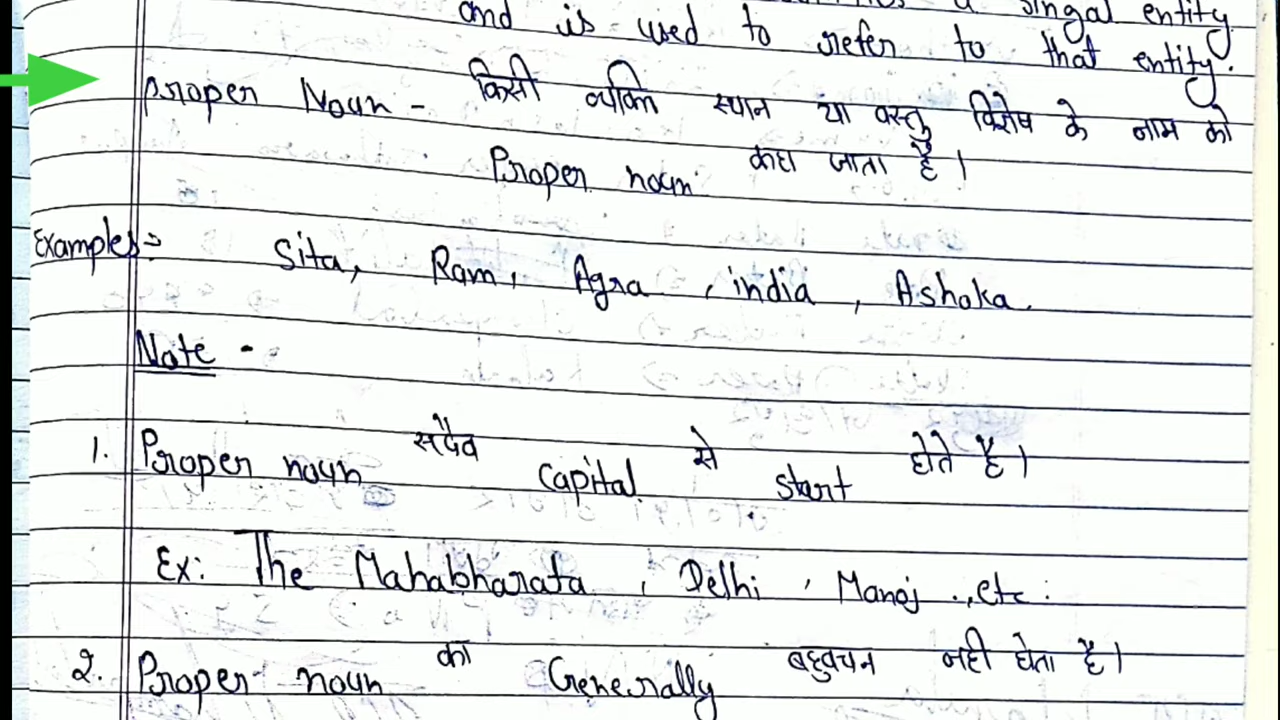 a singal entity
and is used to refer to that entity.
proper Noun - किसी व्यक्ति स्थान या वस्तु विशेष के नाम को
Proper noun कहा जाता है।
Examples:- Sita, Ram, Agra, india, Ashoka.
Note -
1. Proper noun सदैव capital से start होते है।
Ex: The Mahabharata, Delhi, Manoj ., etc.
2. Proper noun का Generally बहुवचन नही होता है।